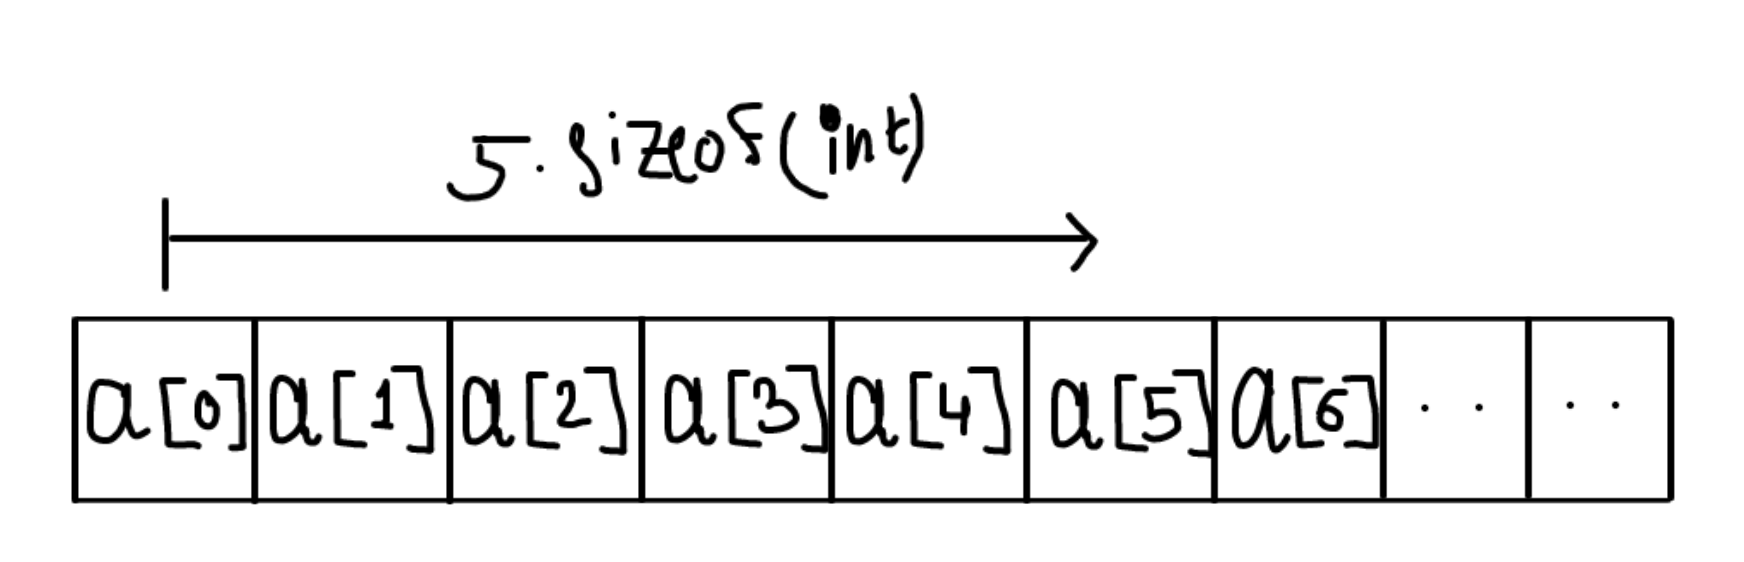 5.sizeof(int)
a[0] a[1] a[2] a[3] a[4] a[5] a[6] . . . .